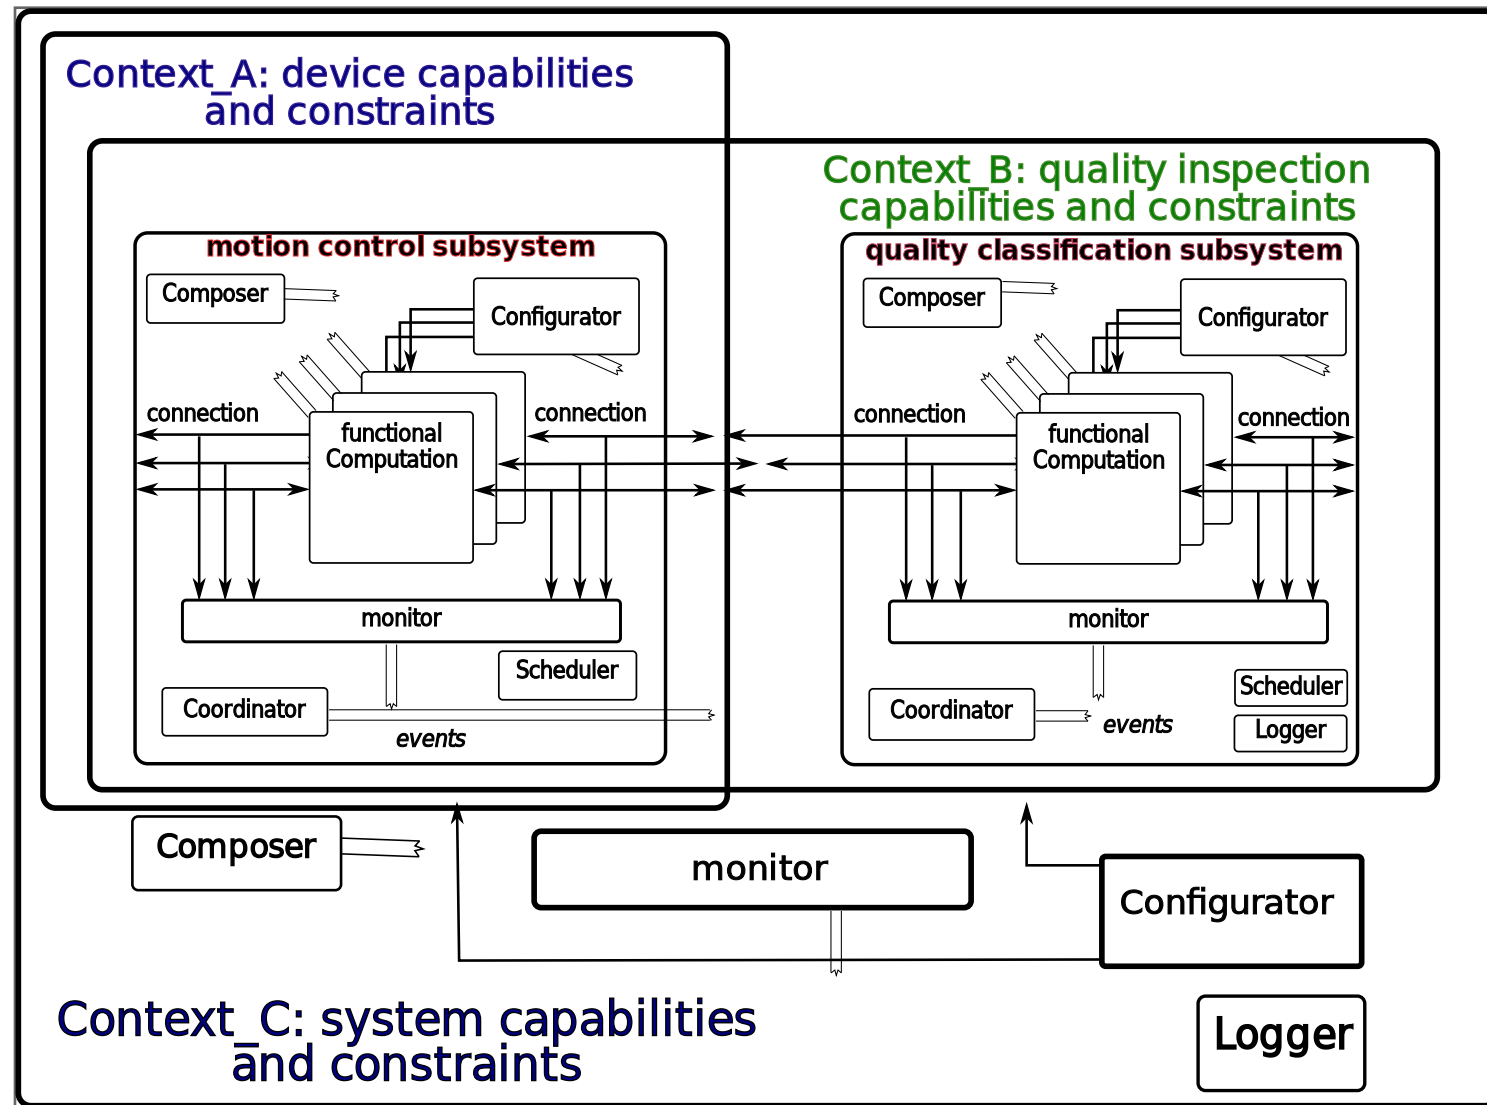 Context_A: device capabilities
and constraints
Context_B: quality inspection
capabilities and constraints
motion control subsystem
Composer
Configurator
connection
connection
functional
Computation
monitor
Scheduler
Coordinator
events
quality classification subsystem
Composer
Configurator
connection
connection
functional
Computation
monitor
Scheduler
Coordinator
events
Logger
Composer
monitor
Configurator
Context_C: system capabilities
and constraints
Logger